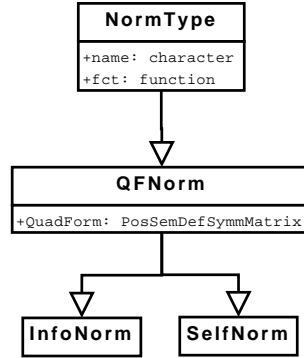 NormType
+name: character
+fct: function
QFNorm
+QuadForm: PosSemDefSymmMatrix
InfoNorm
SelfNorm